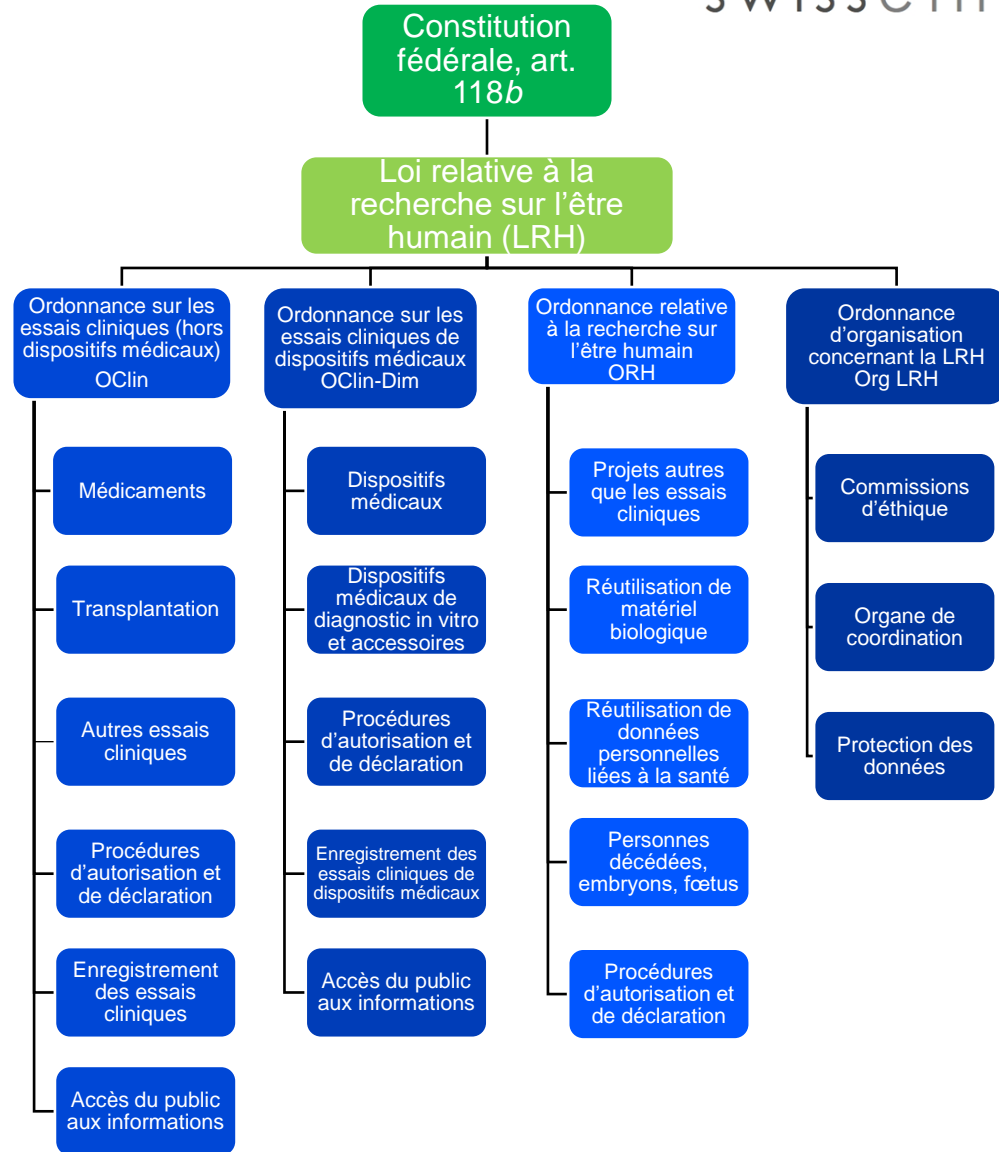 SWISSETHI
Constitution
fédérale, art.
118b
Loi relative à la
recherche sur l’être
humain (LRH)
Ordonnance sur les
essais cliniques (hors
dispositifs médicaux)
OClin
Médicaments
Transplantation
Autres essais
cliniques
Procédures
d’autorisation et
de déclaration
Enregistrement
des essais
cliniques
Accès du public
aux informations
Ordonnance sur les
essais cliniques de
dispositifs médicaux
OClin-Dim
Dispositifs
médicaux
Dispositifs
médicaux de
diagnostic in vitro
et accessoires
Procédures
d’autorisation et
de déclaration
Enregistrement des
essais cliniques de
dispositifs médicaux
Accès du public
aux informations
Ordonnance relative
à la recherche sur
l’être humain
ORH
Projets autres
que les essais
cliniques
Réutilisation de
matériel
biologique
Réutilisation de
données
personnelles
liées à la santé
Personnes
décédées,
embryons, fœtus
Procédures
d’autorisation et
de déclaration
Ordonnance
d’organisation
concernant la LRH
Org LRH
Commissions
d’éthique
Organe de
coordination
Protection des
données